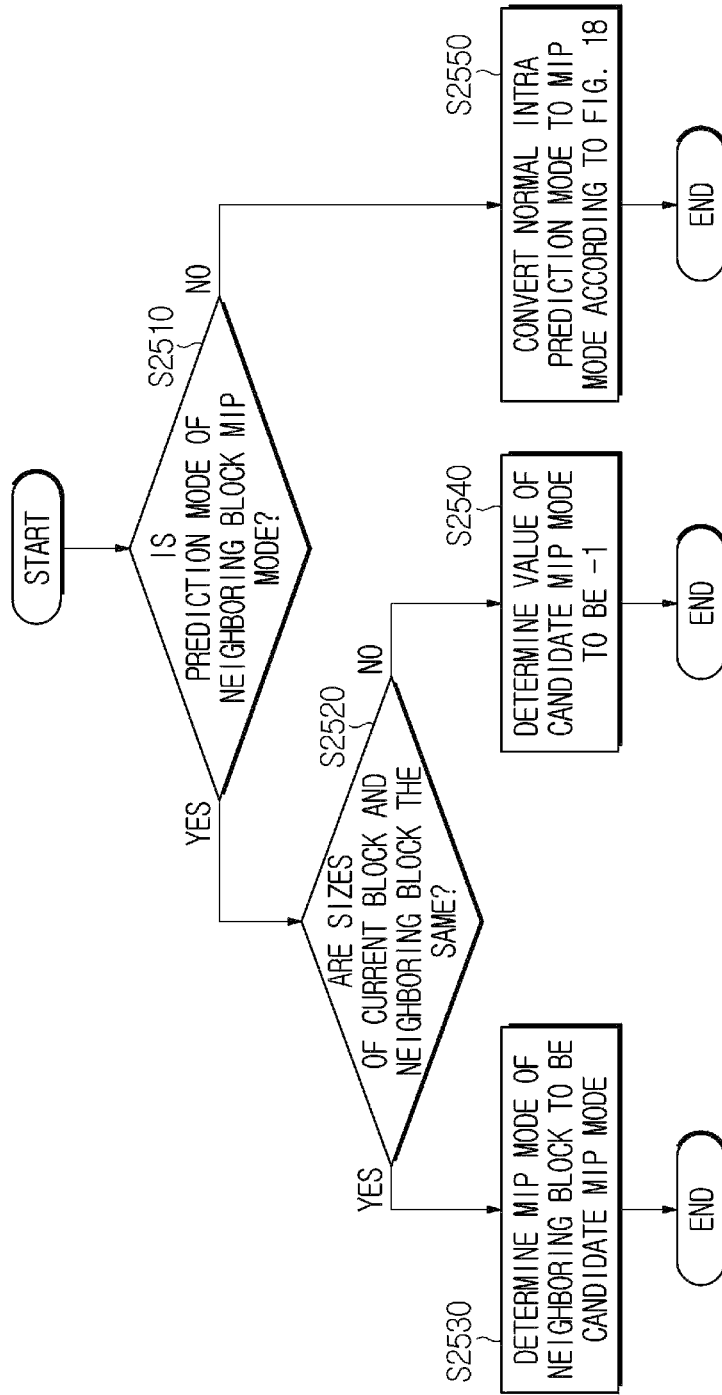 START
S2510
IS
PREDICTION MODE OF
NEIGHBORING BLOCK MIP
MODE?
YES
NO
S2520
ARE SIZES
OF CURRENT BLOCK AND
NEIGHBORING BLOCK THE
SAME?
YES
NO
S2530
DETERMINE MIP MODE OF
NEIGHBORING BLOCK TO BE
CANDIDATE MIP MODE
S2540
DETERMINE VALUE OF
CANDIDATE MIP MODE
TO BE -1
S2550
CONVERT NORMAL INTRA
PREDICTION MODE TO MIP
MODE ACCORDING TO FIG. 18
END
END
END